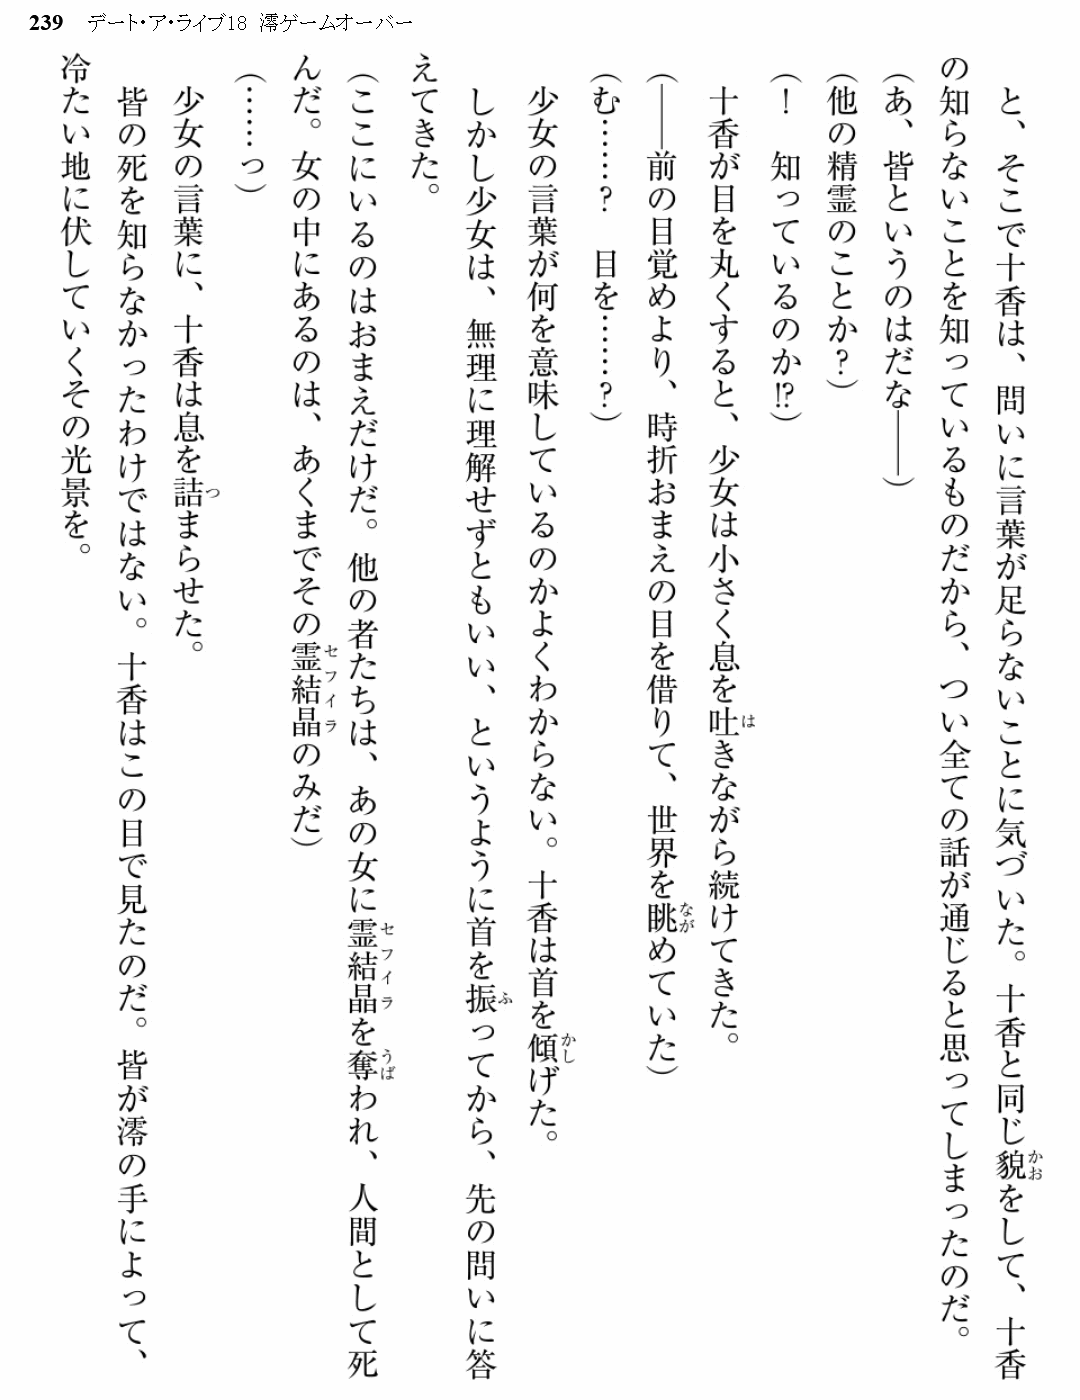 239 デート・ア・ライブ18 澪ゲームオーバー
と、そこで十香は、問いに言葉が足らないことに気づいた。十香と同じ貌をして、十香
の知らないことを知っているものだから、つい全ての話が通じると思ってしまったのだ。
(あ、皆というのはだな――)
(他の精霊のことか？)
(！　知っているのか!?)
十香が目を丸くすると、少女は小さく息を吐きながら続けてきた。
(――前の目覚めより、時折おまえの目を借りて、世界を眺めていた)
(む……？　目を……？)
少女の言葉が何を意味しているのかよくわからない。十香は首を傾げた。
しかし少女は、無理に理解せずともいい、というように首を振ってから、先の問いに答
えてきた。
(ここにいるのはおまえだけだ。他の者たちは、あの女に霊結晶を奪われ、人間として死
んだ。女の中にあるのは、あくまでその霊結晶のみだ)
(……っ)
少女の言葉に、十香は息を詰まらせた。
皆の死を知らなかったわけではない。十香はこの目で見たのだ。皆が澪の手によって、
冷たい地に伏していくその光景を。